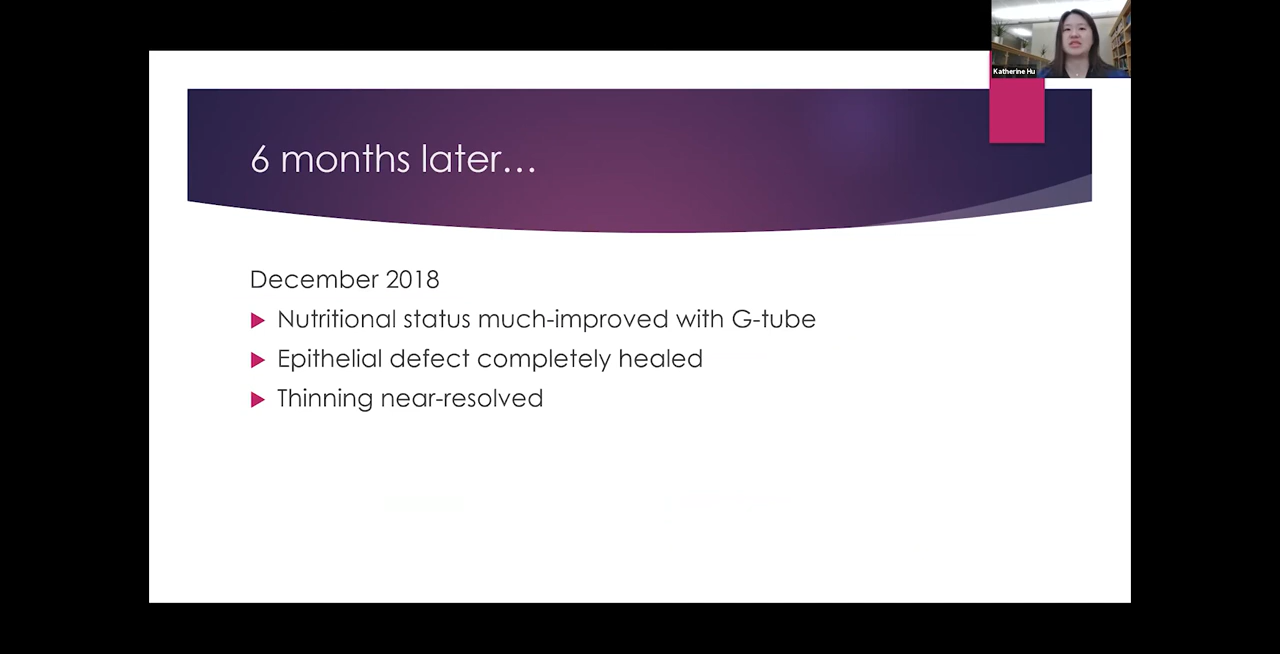 Katherine Hu
6 months later…
December 2018
Nutritional status much-improved with G-tube
Epithelial defect completely healed
Thinning near-resolved